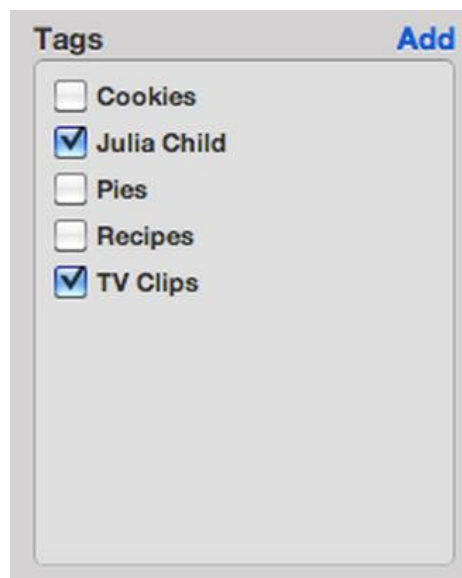 Tags Add
Cookies
Julia Child
Pies
Recipes
TV Clips